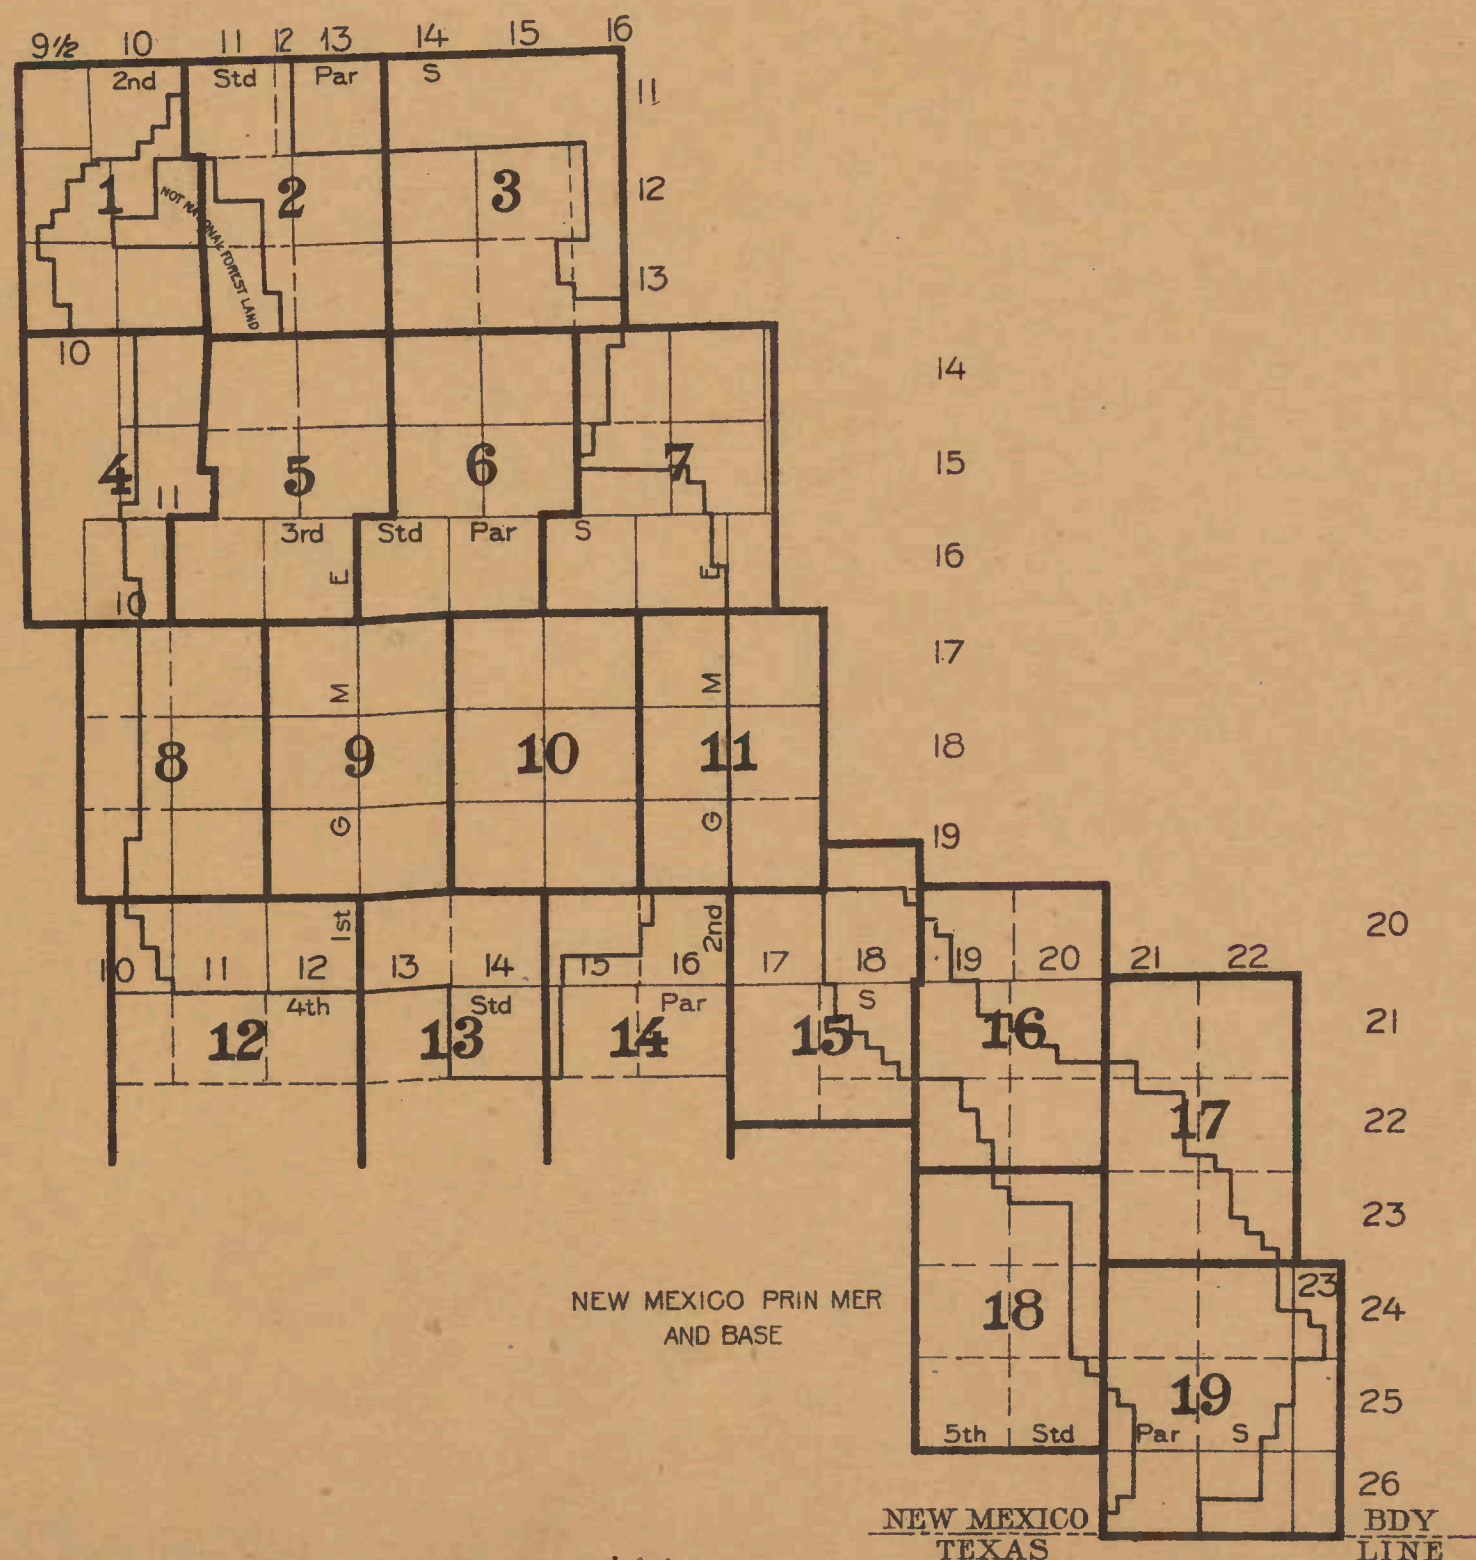 9½ 10 11 12 13 14 15 16
2nd Std Par S
11
1 2 3
12
NOT NATIONAL FOREST LAND
13
10
14
4 5 6 7
15
11
3rd Std Par S
16
E E
10
17
M M
8 9 10 11
18
G G
19
1st 2nd
20
10 11 12 13 14 15 16 17 18 19 20 21 22
4th Std Par S
12 13 14 15 16
21
17
22
23
23
NEW MEXICO PRIN MER
AND BASE
18
24
19
25
5th Std Par S
26
NEW MEXICO BDY
TEXAS LINE